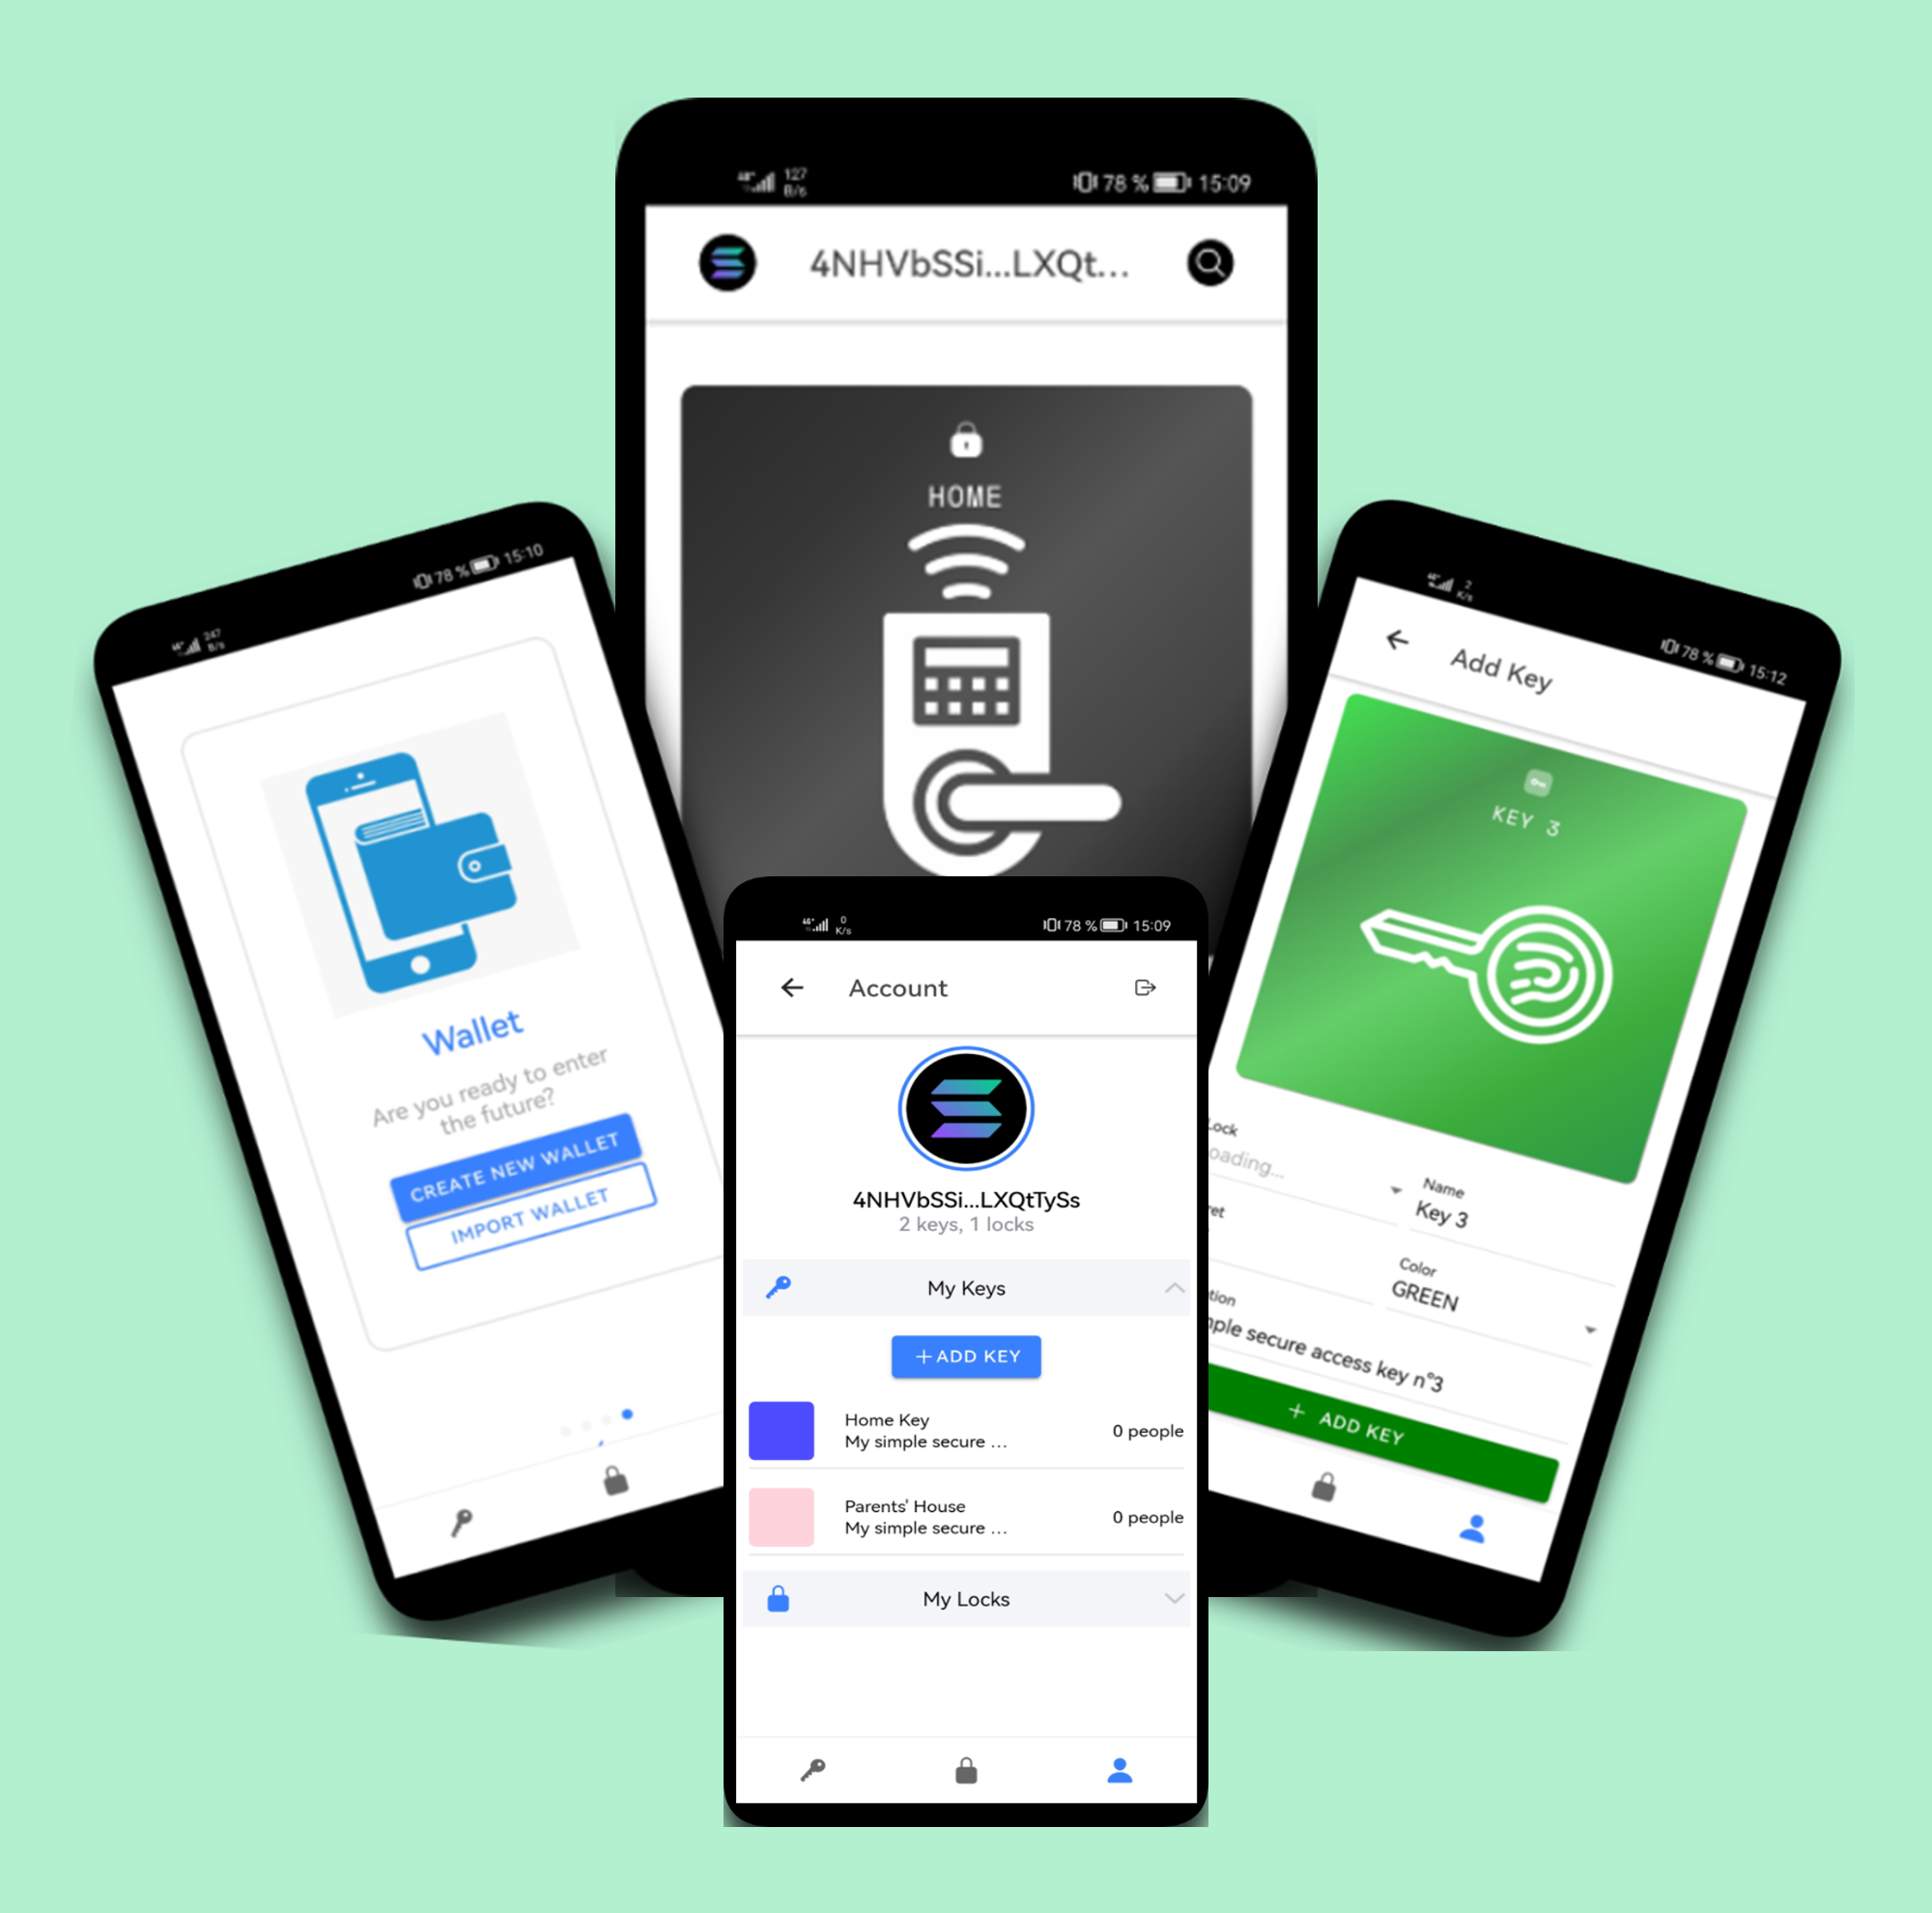 127
B/s
78 %
15:09
4NHVbSSi...LXQt...
HOME
247
B/s
78 %
15:10
Wallet
Are you ready to enter
the future?
CREATE NEW WALLET
IMPORT WALLET
2
K/s
78 %
15:12
Add Key
KEY 3
Lock
oading...
Name
Key 3
ret
Color
GREEN
tion
mple secure access key n°3
+ ADD KEY
0
K/s
78 %
15:09
Account
4NHVbSSi...LXQtTySs
2 keys, 1 locks
My Keys
+ ADD KEY
Home Key
My simple secure ...
0 people
Parents' House
My simple secure ...
0 people
My Locks